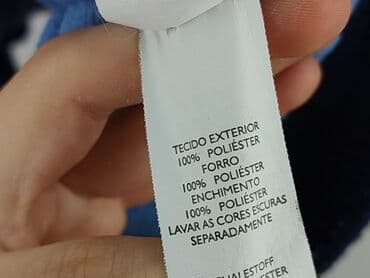 TECIDO EXTERIOR
100% POLIÉSTER
FORRO
100% POLIÉSTER
ENCHIMENTO
100% POLIÉSTER
LAVAR AS CORES ESCURAS
SEPARADAMENTE